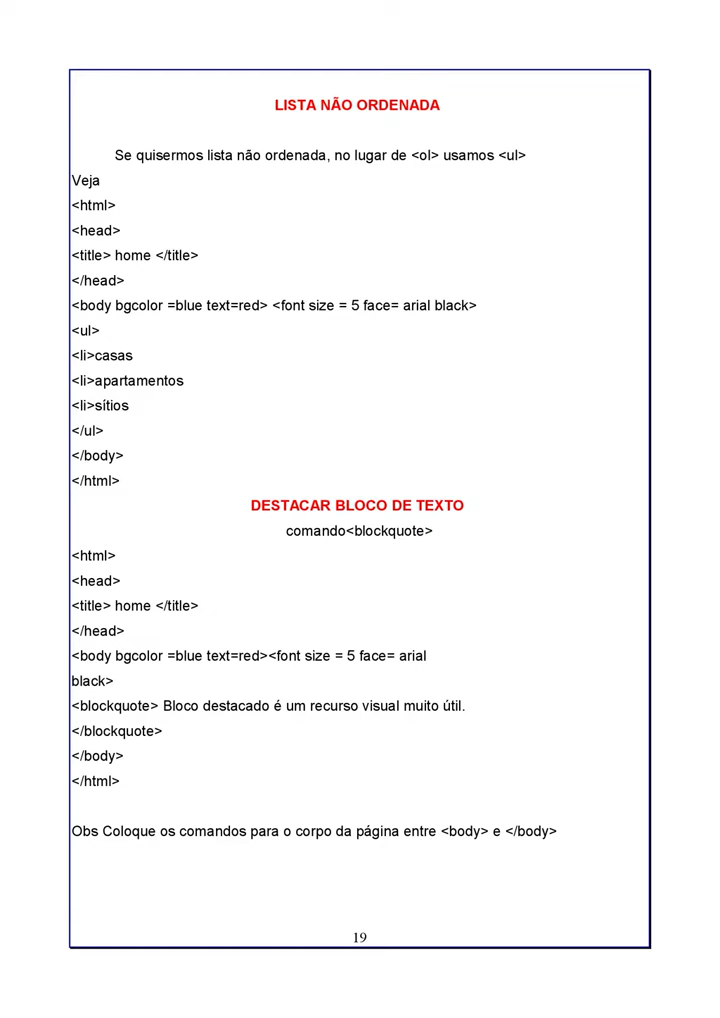 LISTA NÃO ORDENADA
Se quisermos lista não ordenada, no lugar de <ol> usamos <ul>
Veja
<html>
<head>
<title> home </title>
</head>
<body bgcolor =blue text=red> <font size = 5 face= arial black>
<ul>
<li>casas
<li>apartamentos
<li>sítios
</ul>
</body>
</html>
DESTACAR BLOCO DE TEXTO
comando<blockquote>
<html>
<head>
<title> home </title>
</head>
<body bgcolor =blue text=red><font size = 5 face= arial
black>
<blockquote> Bloco destacado é um recurso visual muito útil.
</blockquote>
</body>
</html>
Obs Coloque os comandos para o corpo da página entre <body> e </body>
19